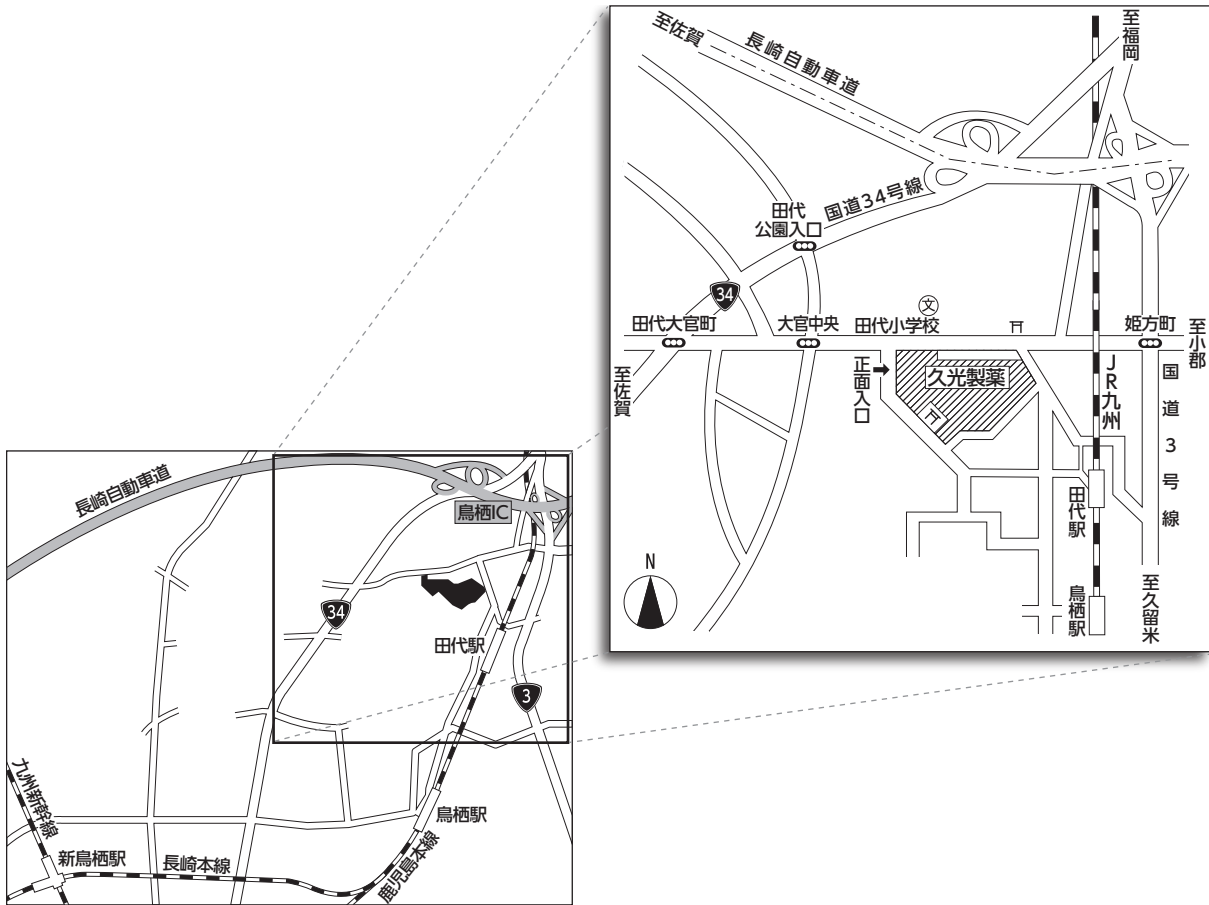 至佐賀
長崎自動車道
至福岡
国道34号線
田代
公園入口
34
田代大官町
大官中央
田代小学校
文
姫方町
至小郡
至佐賀
正面入口
久光製薬
JR九州
国道3号線
田代駅
鳥栖駅
至久留米
N
長崎自動車道
鳥栖IC
34
田代駅
3
九州新幹線
新鳥栖駅
長崎本線
鳥栖駅
鹿児島本線